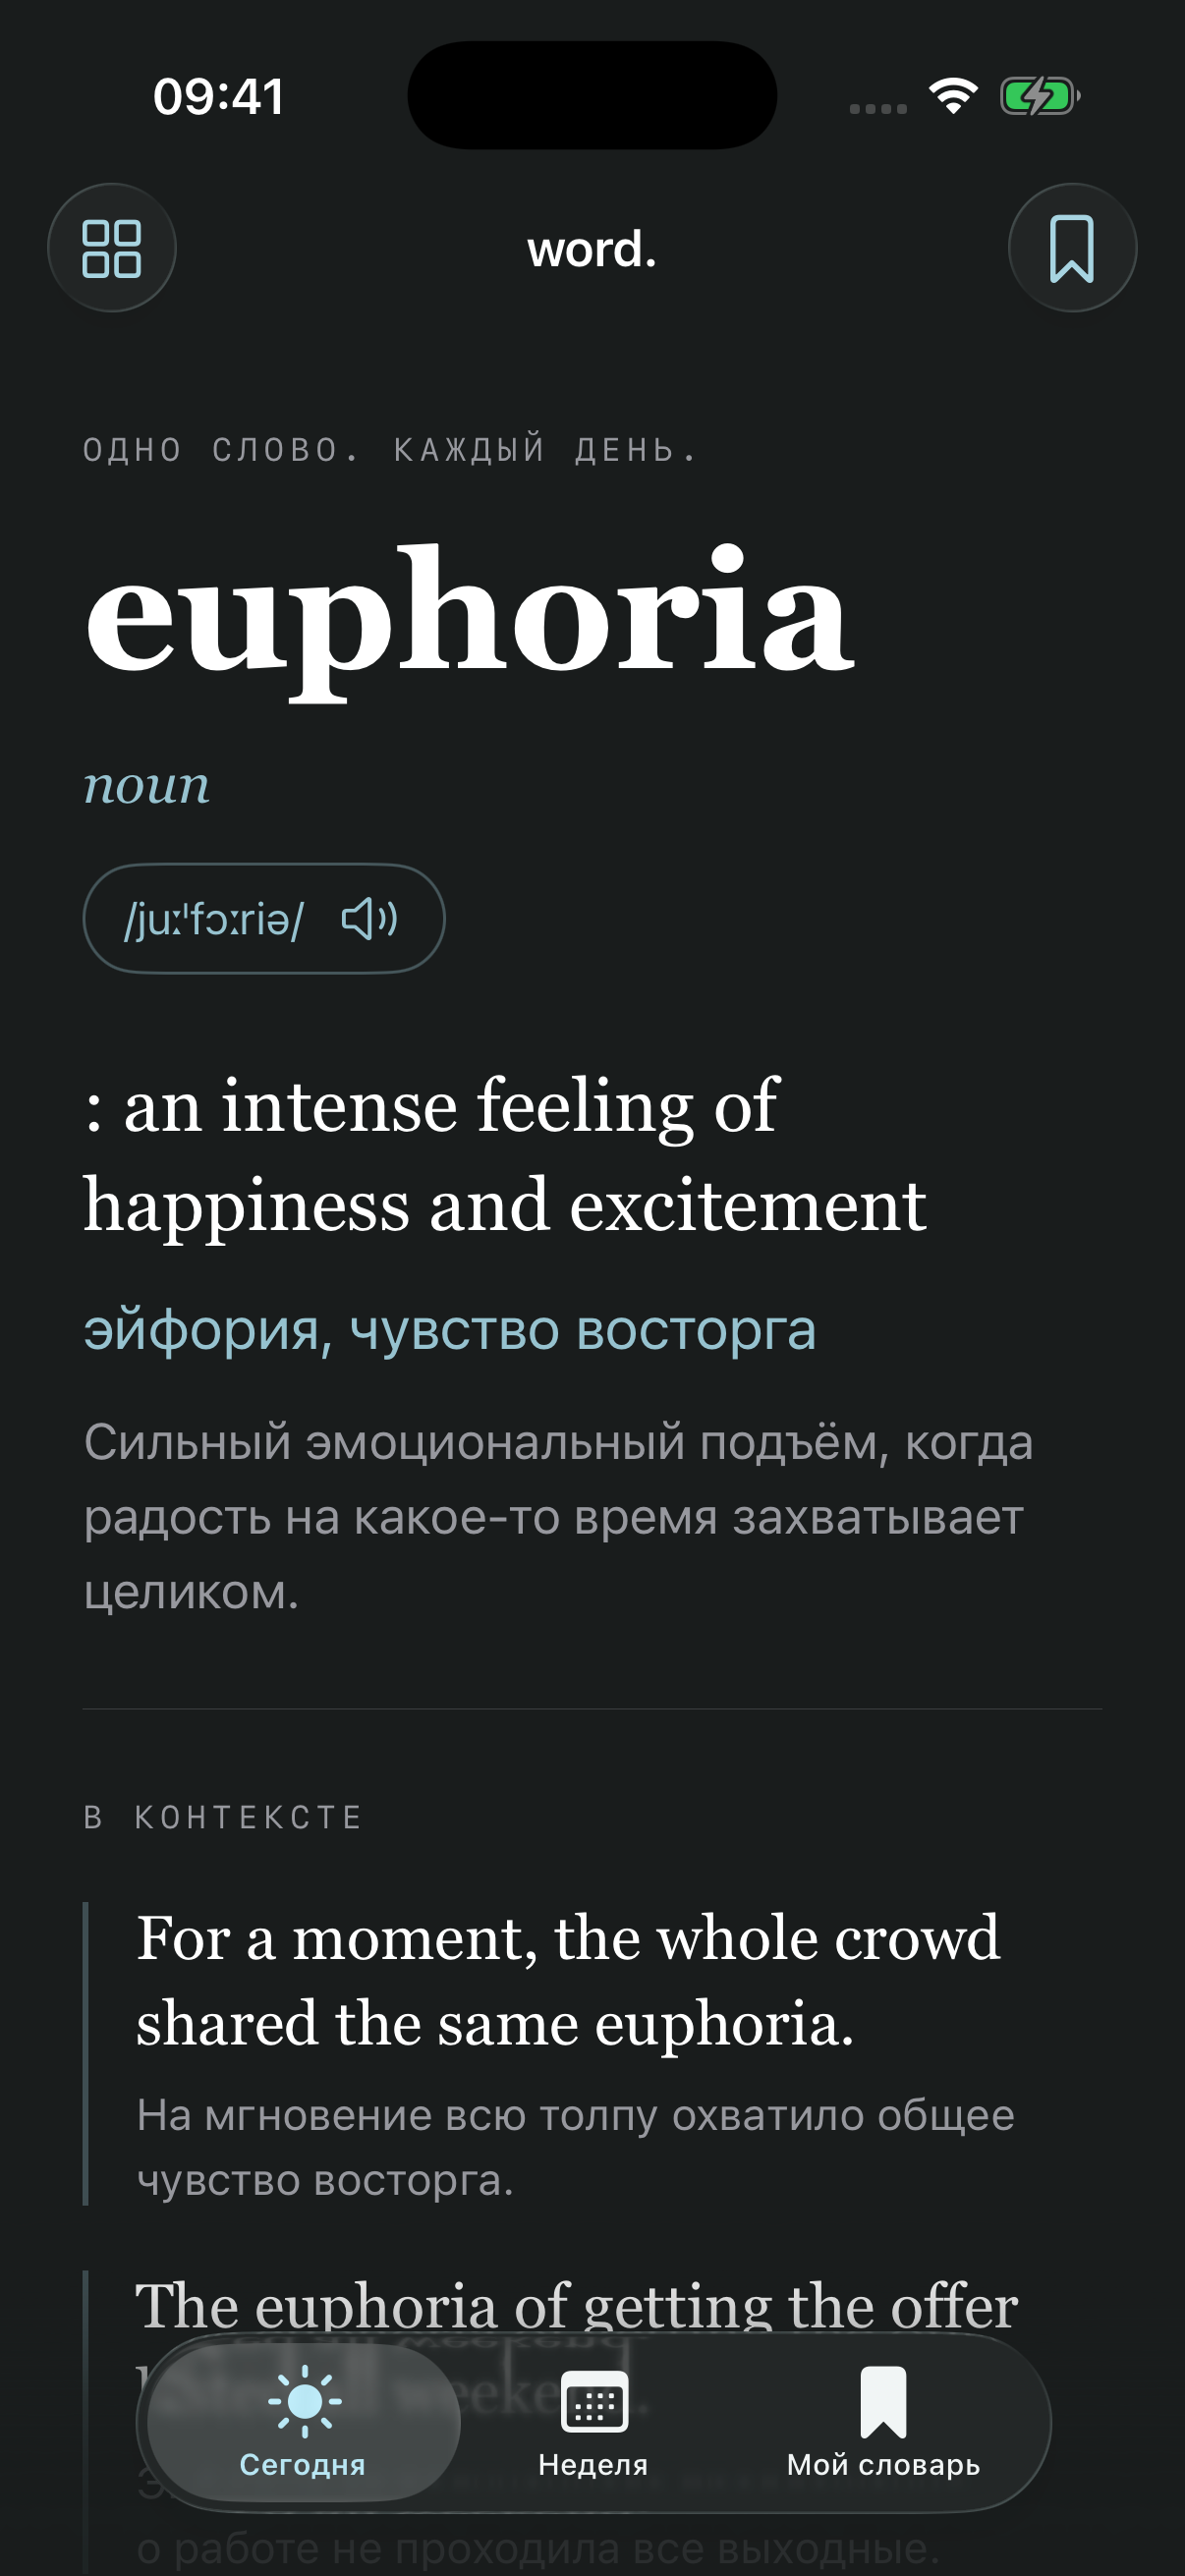 09:41
word.
ОДНО СЛОВО. КАЖДЫЙ ДЕНЬ.
euphoria
noun
/juːˈfɔːriə/
: an intense feeling of
happiness and excitement
эйфория, чувство восторга
Сильный эмоциональный подъём, когда
радость на какое-то время захватывает
целиком.
В КОНТЕКСТЕ
For a moment, the whole crowd
shared the same euphoria.
На мгновение всю толпу охватило общее
чувство восторга.
The euphoria of getting the offer
weekend.
Сегодня
Неделя
Мой словарь
о работе не проходила все выходные.